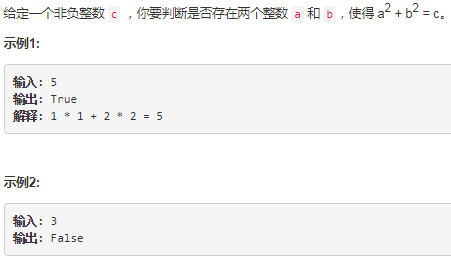 给定一个非负整数 c ，你要判断是否存在两个整数 a 和 b，使得 a² + b² = c。
示例1:
输入: 5
输出: True
解释: 1 * 1 + 2 * 2 = 5
示例2:
输入: 3
输出: False